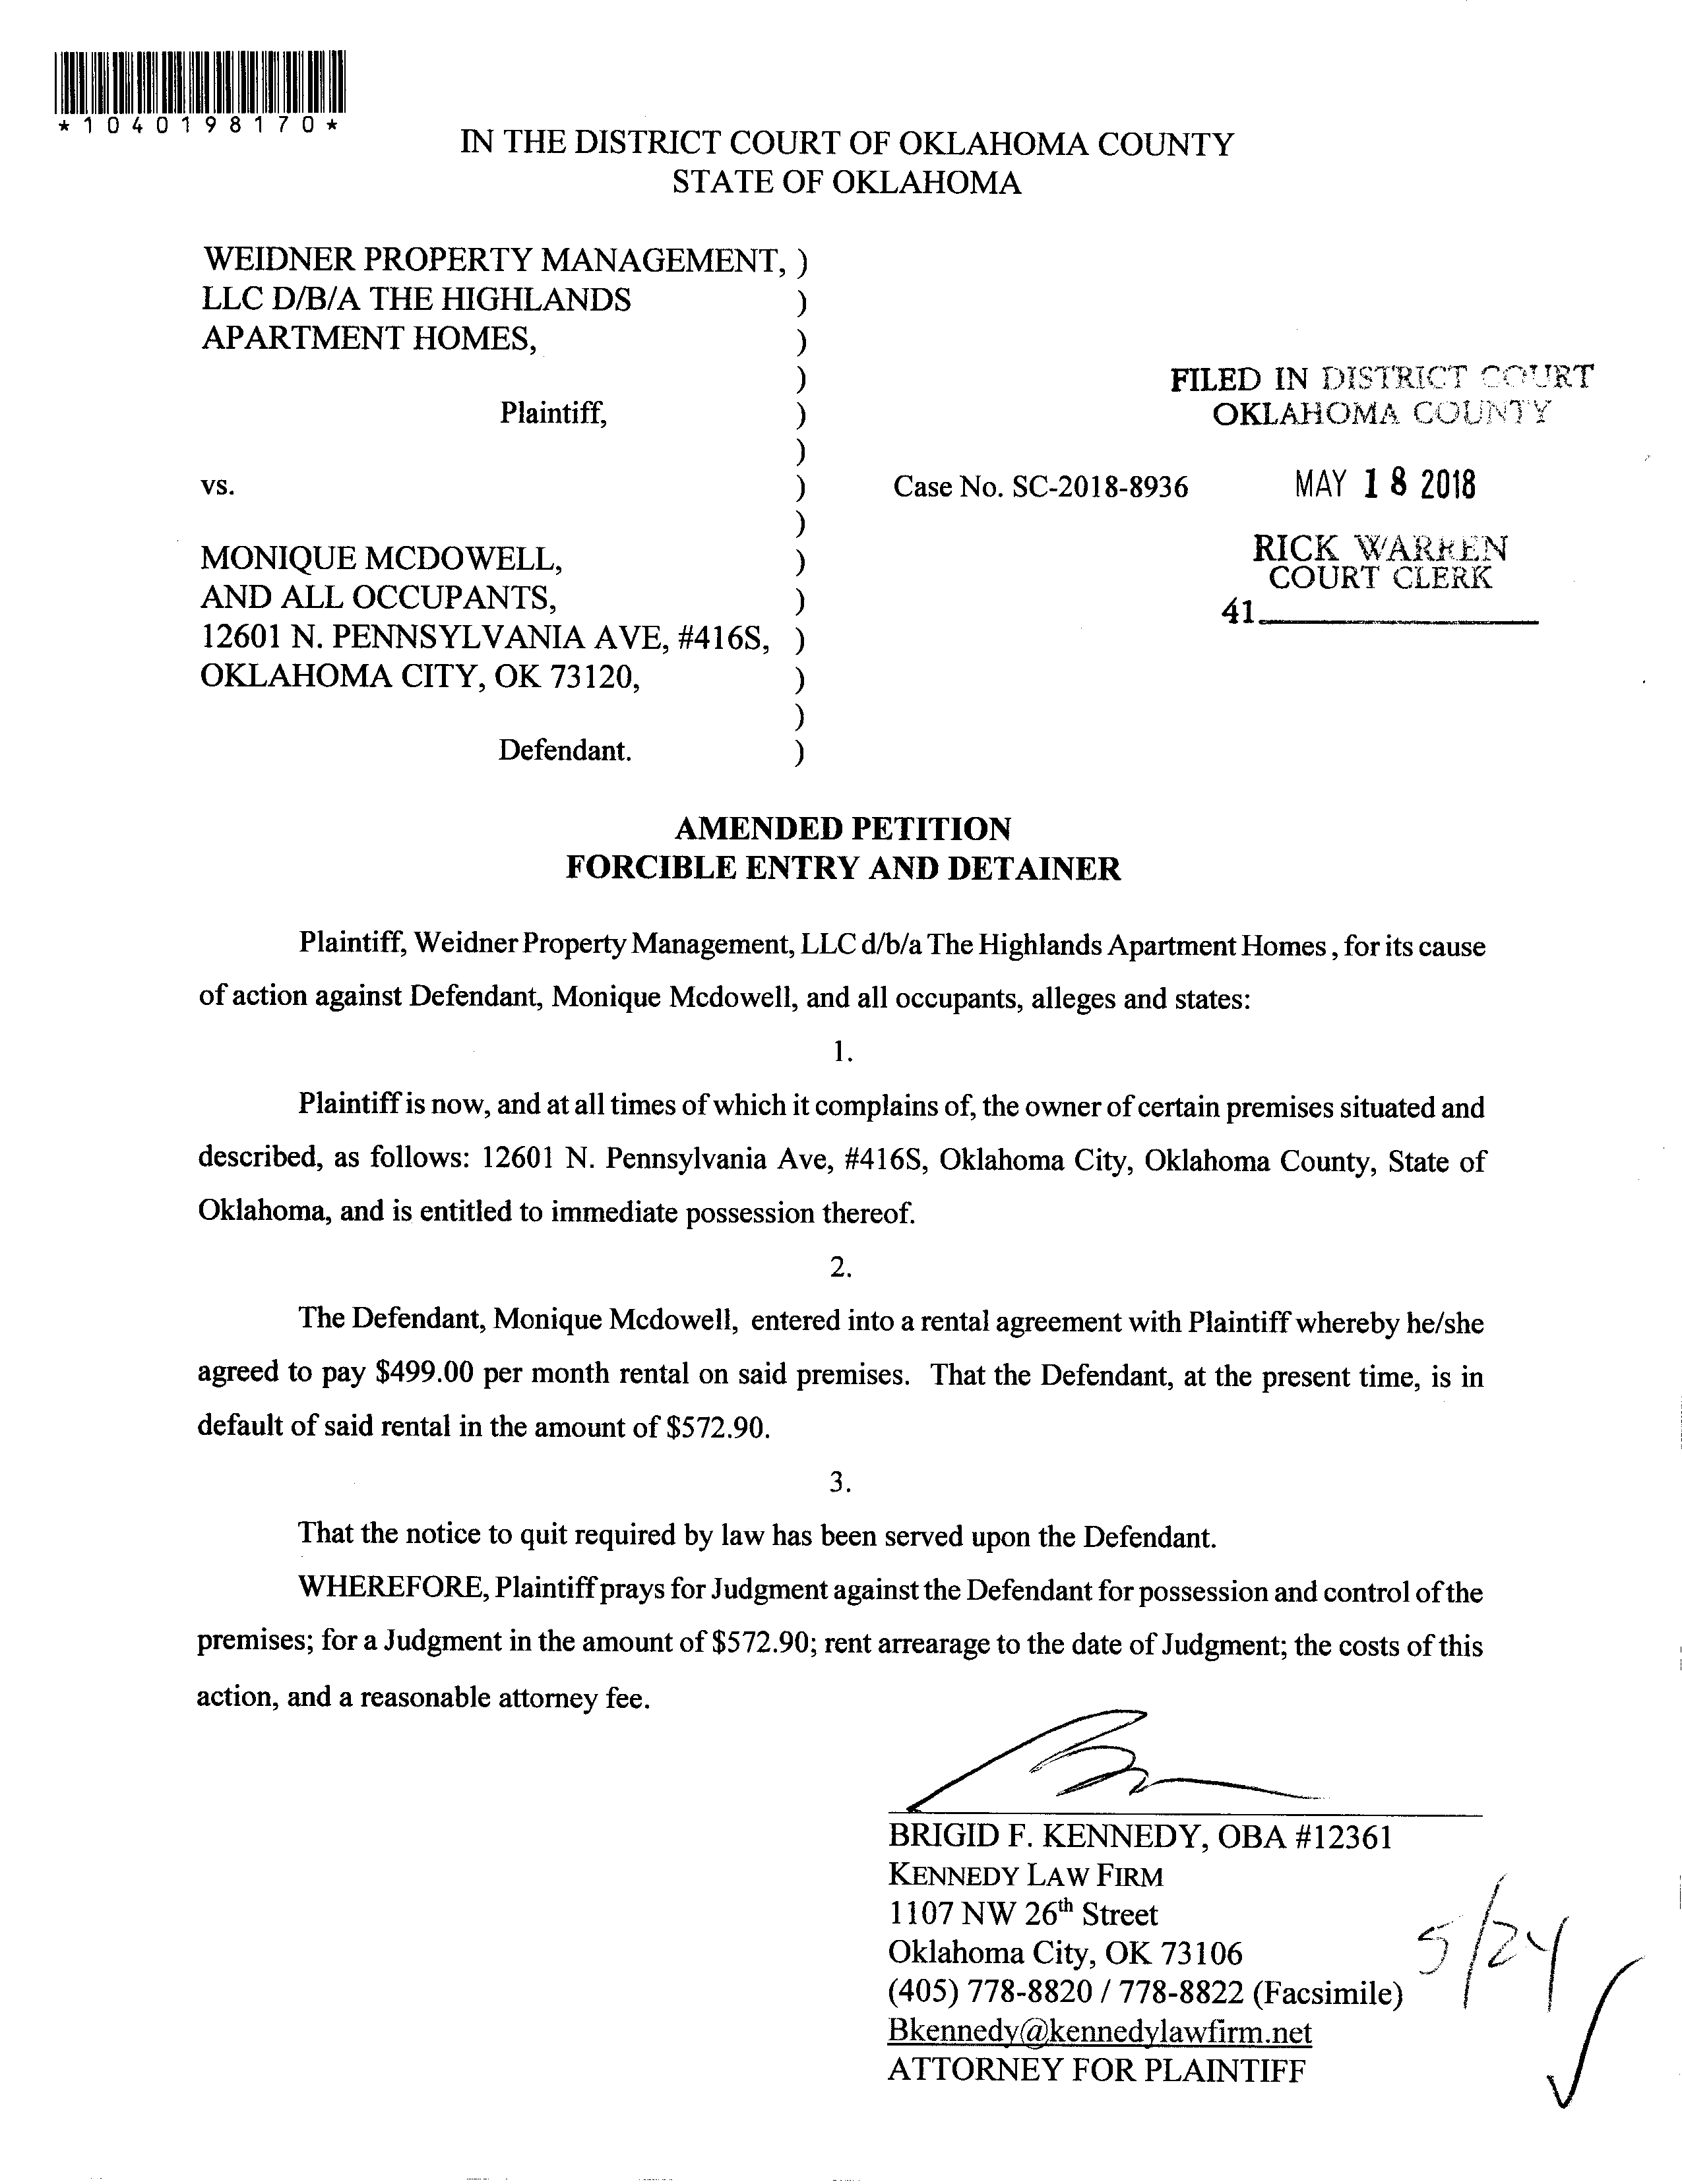 *1040198170*
IN THE DISTRICT COURT OF OKLAHOMA COUNTY
STATE OF OKLAHOMA
WEIDNER PROPERTY MANAGEMENT, )
LLC D/B/A THE HIGHLANDS )
APARTMENT HOMES, )
)
Plaintiff, )
)
vs. )
)
MONIQUE MCDOWELL, )
AND ALL OCCUPANTS, )
12601 N. PENNSYLVANIA AVE, #416S, )
OKLAHOMA CITY, OK 73120, )
)
Defendant. )
Case No. SC-2018-8936
FILED IN DISTRICT COURT
OKLAHOMA COUNTY
MAY 18 2018
RICK WARREN
COURT CLERK
41
AMENDED PETITION
FORCIBLE ENTRY AND DETAINER
Plaintiff, Weidner Property Management, LLC d/b/a The Highlands Apartment Homes , for its cause
of action against Defendant, Monique Mcdowell, and all occupants, alleges and states:
1.
Plaintiff is now, and at all times of which it complains of, the owner of certain premises situated and
described, as follows: 12601 N. Pennsylvania Ave, #416S, Oklahoma City, Oklahoma County, State of
Oklahoma, and is entitled to immediate possession thereof.
2.
The Defendant, Monique Mcdowell, entered into a rental agreement with Plaintiff whereby he/she
agreed to pay $499.00 per month rental on said premises. That the Defendant, at the present time, is in
default of said rental in the amount of $572.90.
3.
That the notice to quit required by law has been served upon the Defendant.
WHEREFORE, Plaintiff prays for Judgment against the Defendant for possession and control of the
premises; for a Judgment in the amount of $572.90; rent arrearage to the date of Judgment; the costs of this
action, and a reasonable attorney fee.
BRIGID F. KENNEDY, OBA #12361
KENNEDY LAW FIRM
1107 NW 26th Street
Oklahoma City, OK 73106
(405) 778-8820 / 778-8822 (Facsimile)
Bkennedy@kennedylawfirm.net
ATTORNEY FOR PLAINTIFF
5/24